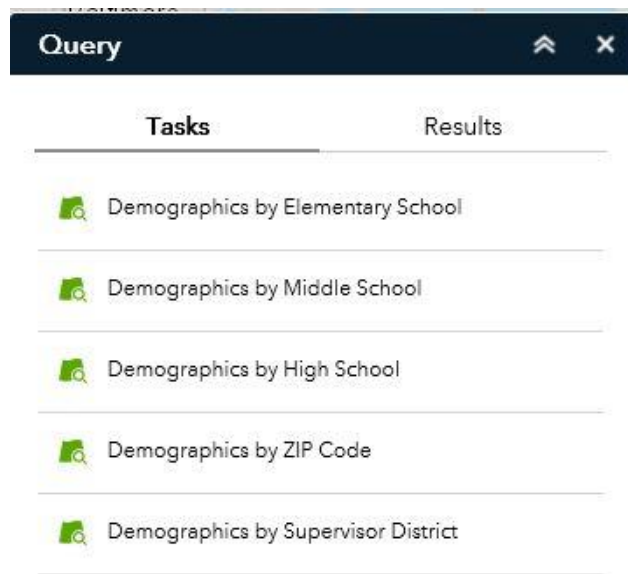 Query
Tasks
Results
Demographics by Elementary School
Demographics by Middle School
Demographics by High School
Demographics by ZIP Code
Demographics by Supervisor District